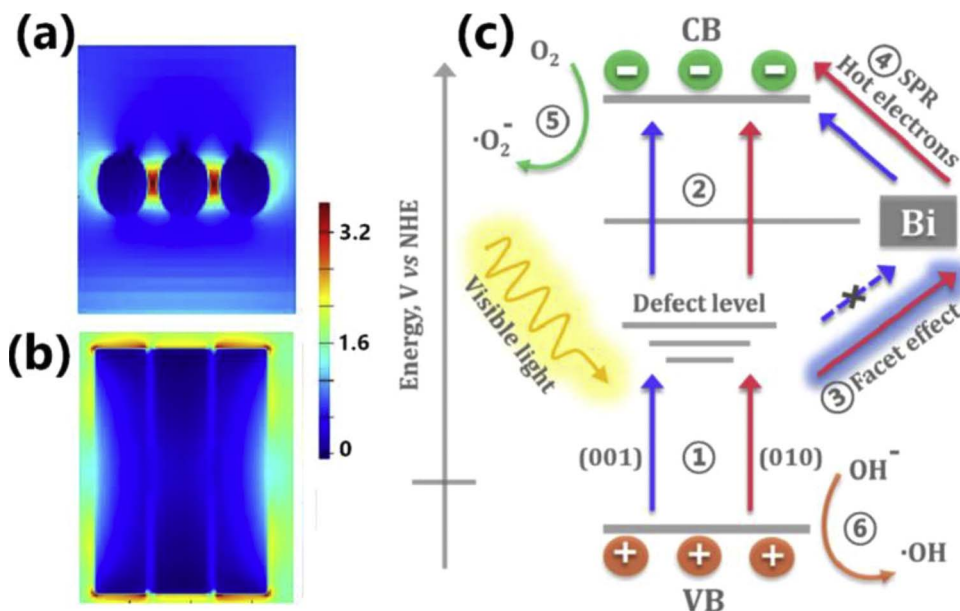 (a)
3.2
1.6
0
(b)
(c)
Energy, V vs NHE
CB
O₂
⑤
·O₂⁻
④ SPR
Hot electrons
②
Bi
Visible light
Defect level
③ Facet effect
(001)
①
(010)
OH⁻
⑥
·OH
VB